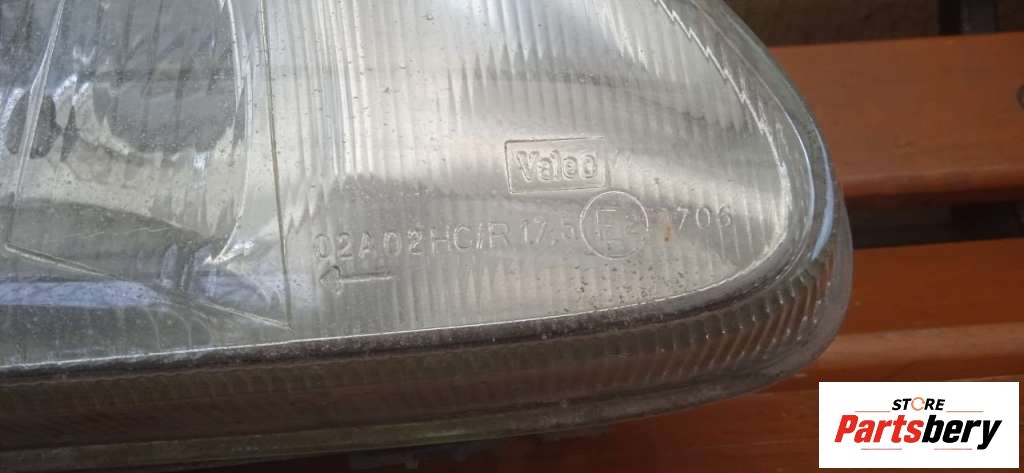 Valeo
02A02HC/R 17,5 E2 706
STORE
Partsbery